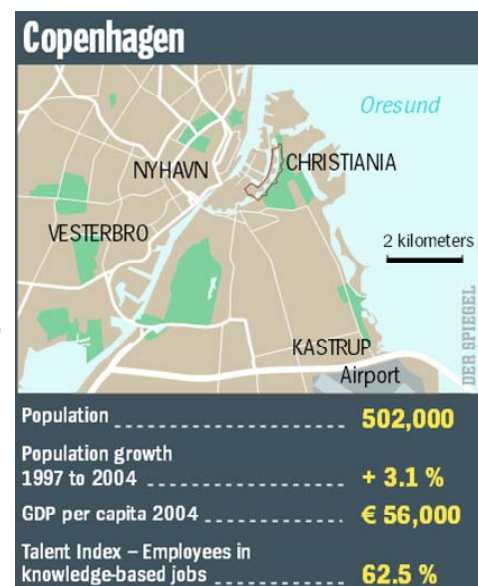 Copenhagen
Oresund
NYHAVN
CHRISTIANIA
VESTERBRO
2 kilometers
KASTRUP
Airport
DER SPIEGEL
Population 502,000
Population growth
1997 to 2004 + 3.1 %
GDP per capita 2004 € 56,000
Talent Index – Employees in
knowledge-based jobs 62.5 %